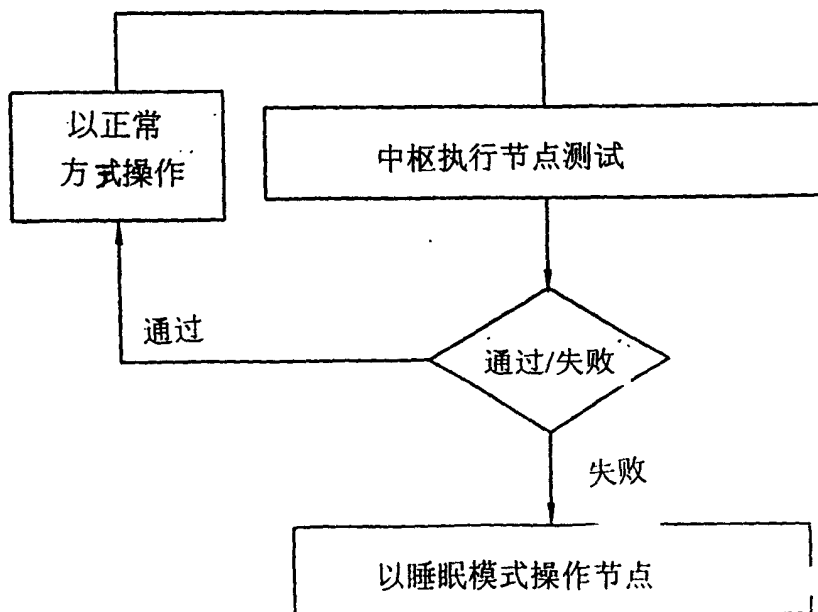 以正常
方式操作
中枢执行节点测试
通过
通过/失败
失败
以睡眠模式操作节点